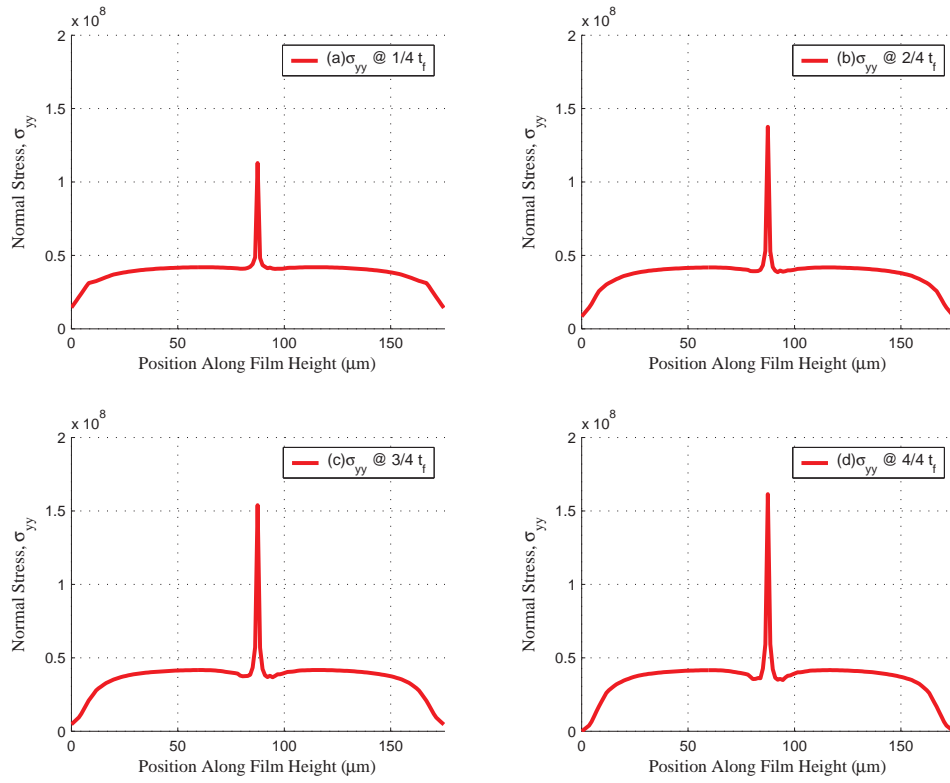 x 10^8
2
1.5
1
0.5
0
0 50 100 150
Normal Stress, σ_yy
Position Along Film Height (μm)
(a)σ_yy @ 1/4 t_f
x 10^8
2
1.5
1
0.5
0
0 50 100 150
Normal Stress, σ_yy
Position Along Film Height (μm)
(b)σ_yy @ 2/4 t_f
x 10^8
2
1.5
1
0.5
0
0 50 100 150
Normal Stress, σ_yy
Position Along Film Height (μm)
(c)σ_yy @ 3/4 t_f
x 10^8
2
1.5
1
0.5
0
0 50 100 150
Normal Stress, σ_yy
Position Along Film Height (μm)
(d)σ_yy @ 4/4 t_f